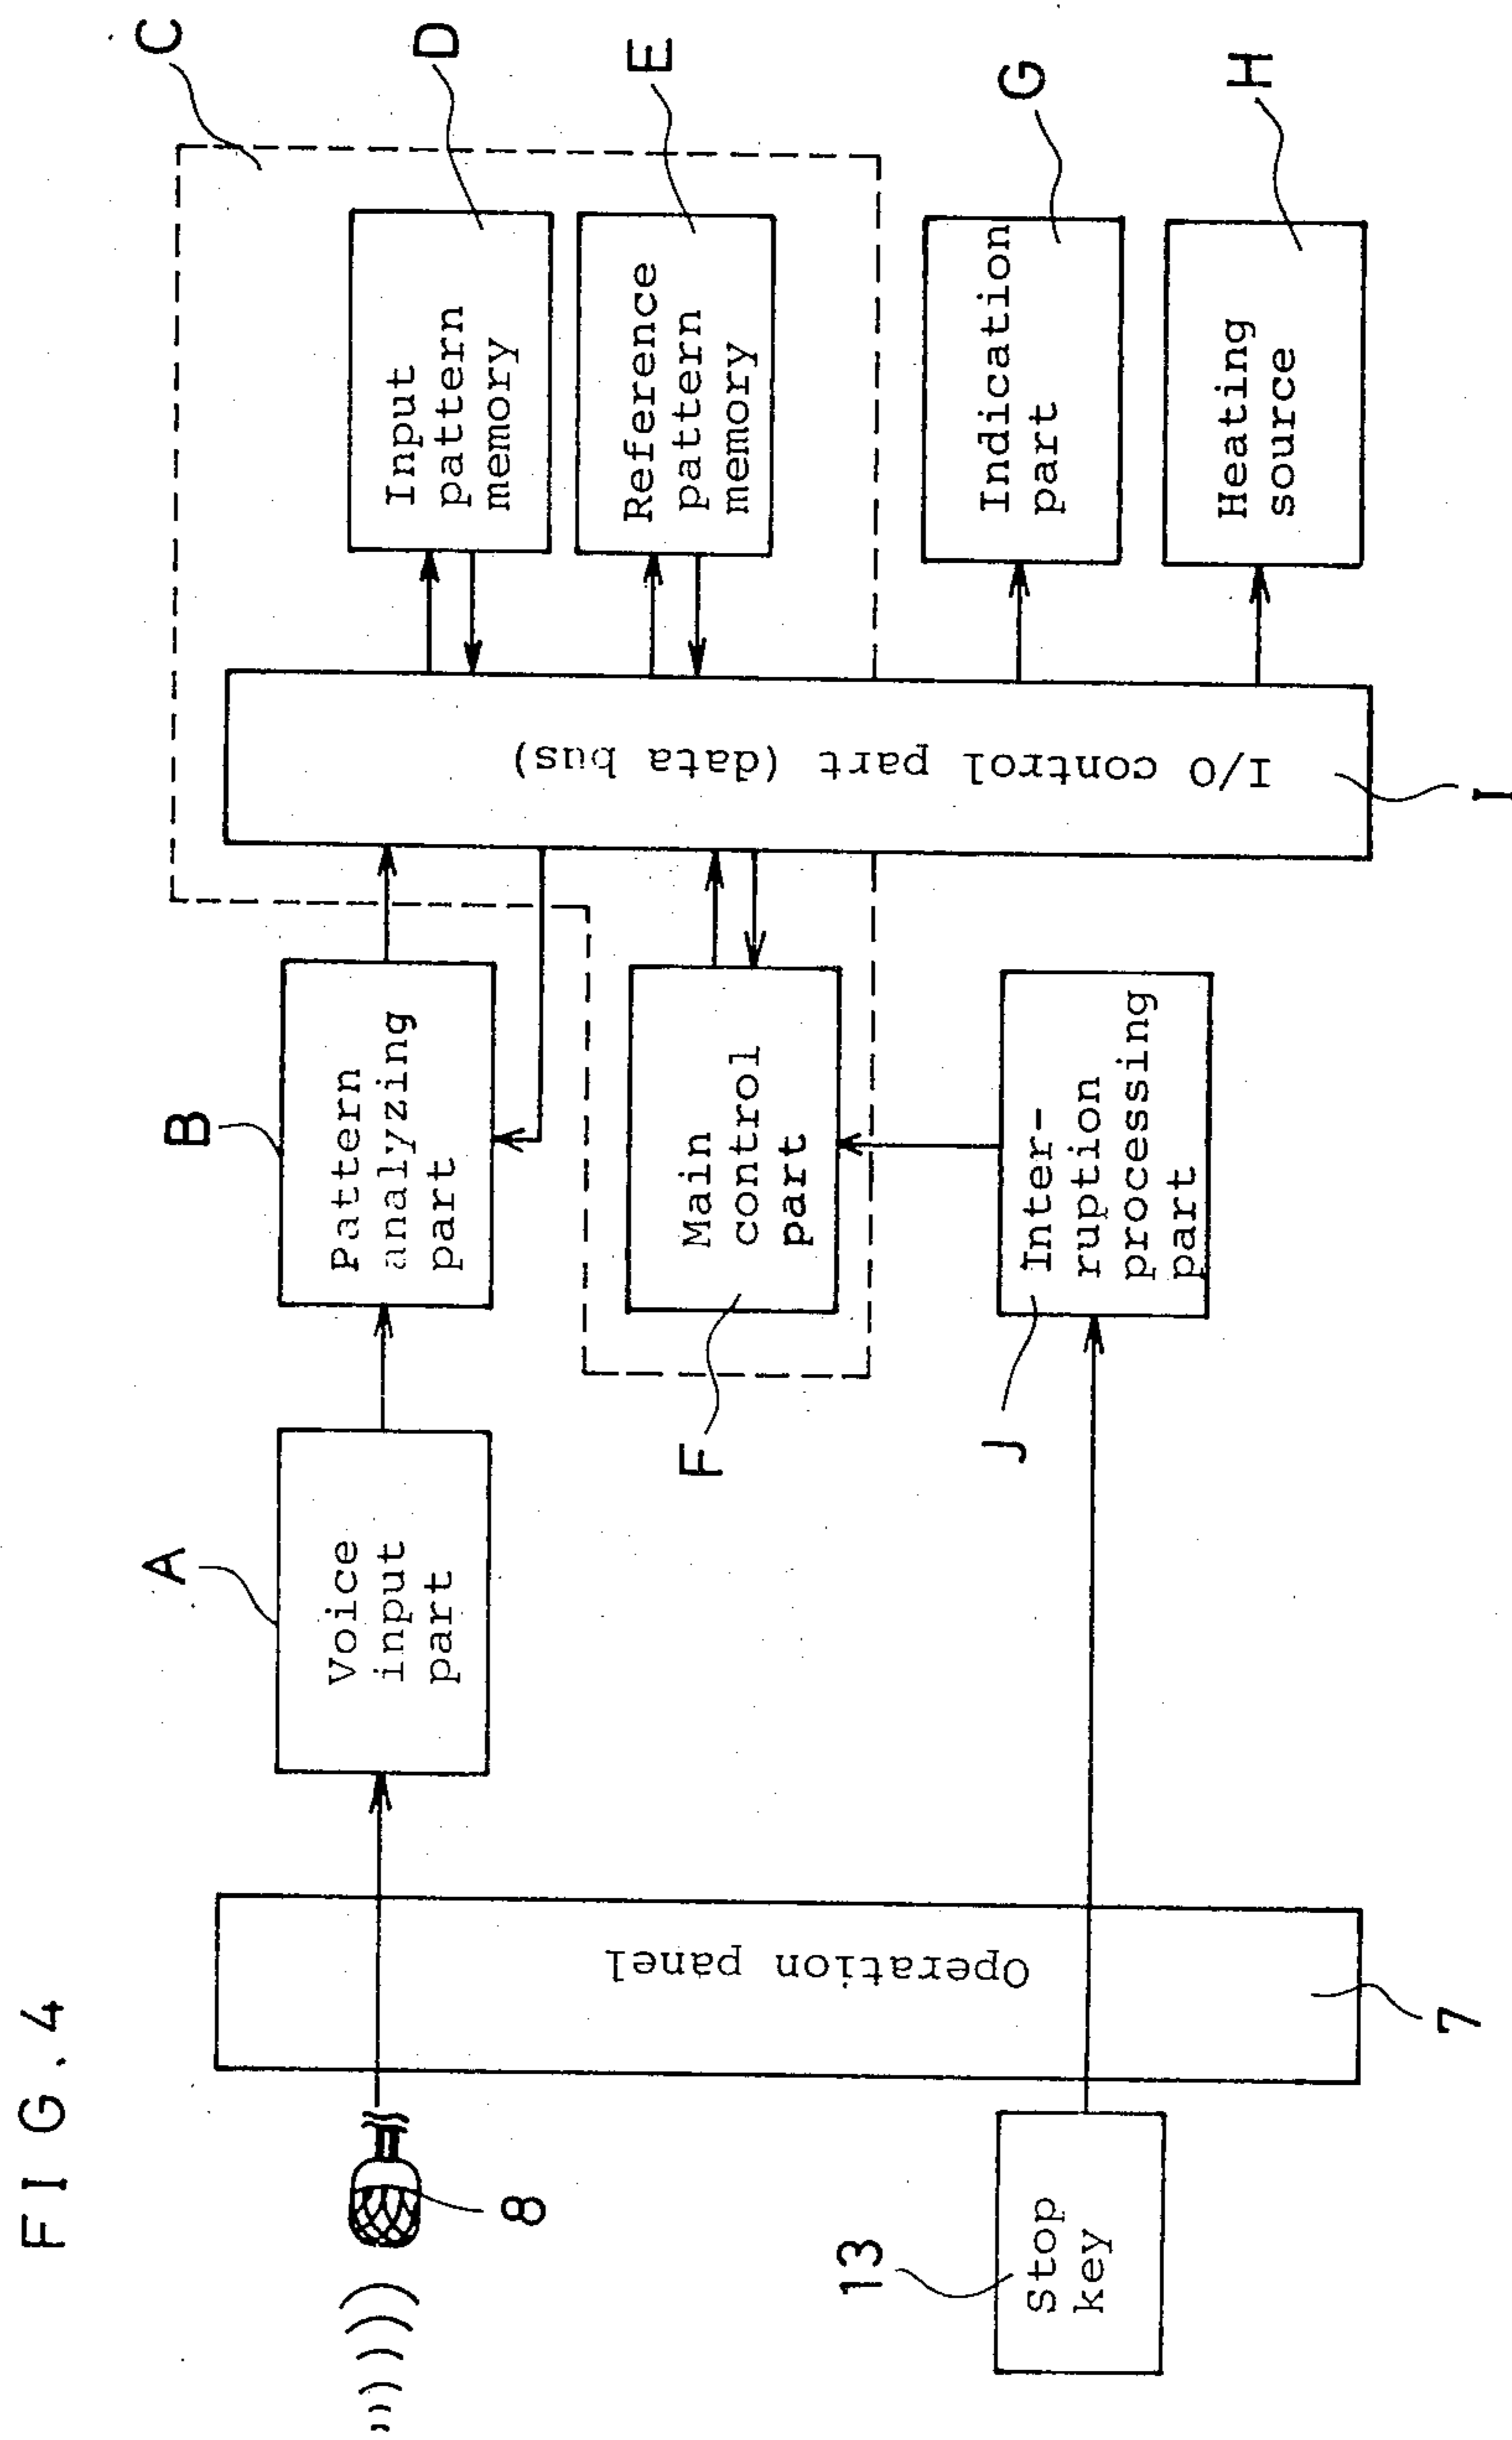 FIG.4
8
13
Stop
key
Operation panel
7
A
Voice
input
part
B
Pattern
analyzing
part
F
Main
control
part
J
Inter-
ruption
processing
part
I/O control part (data bus)
I
C
D
Input
pattern
memory
E
Reference
pattern
memory
G
Indication
part
H
Heating
source